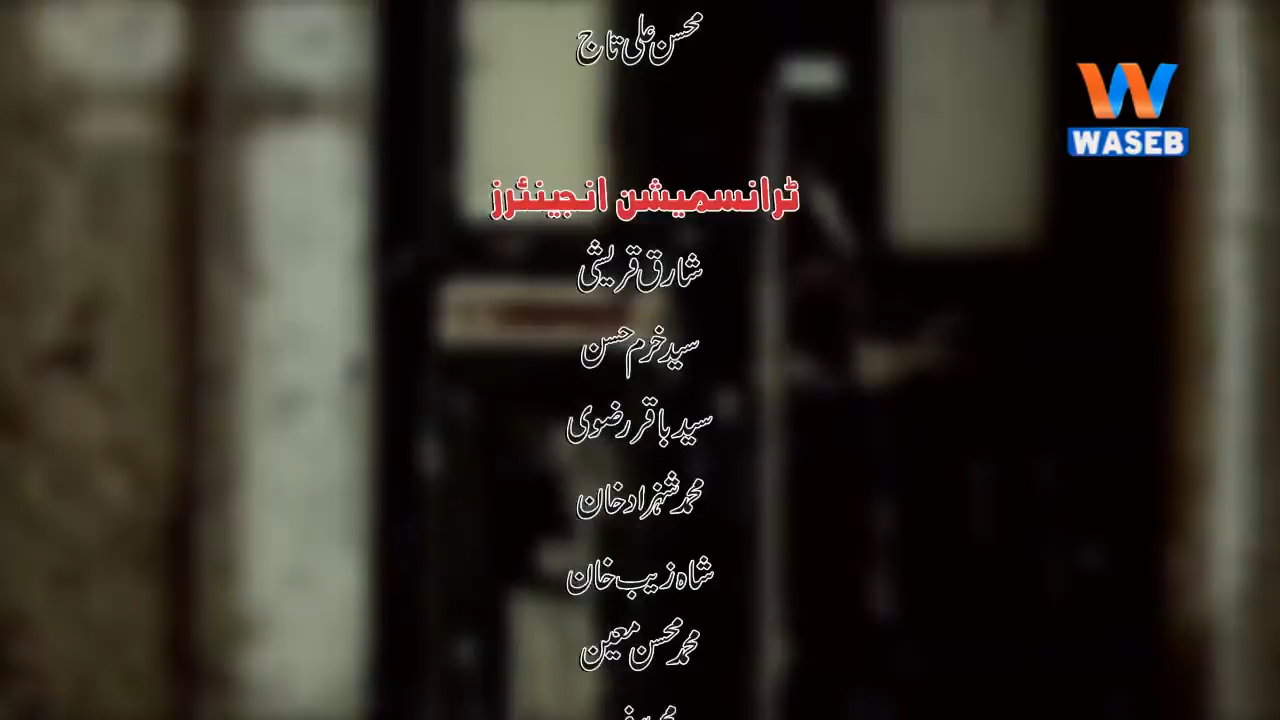 محسن علی تاج
WASEB
ٹرانسمیشن انجینئرز
شارق قریشی
سید خرم حسن
سید باقر رضوی
محمد شہزاد خان
شاہ زیب خان
محمد محسن معین